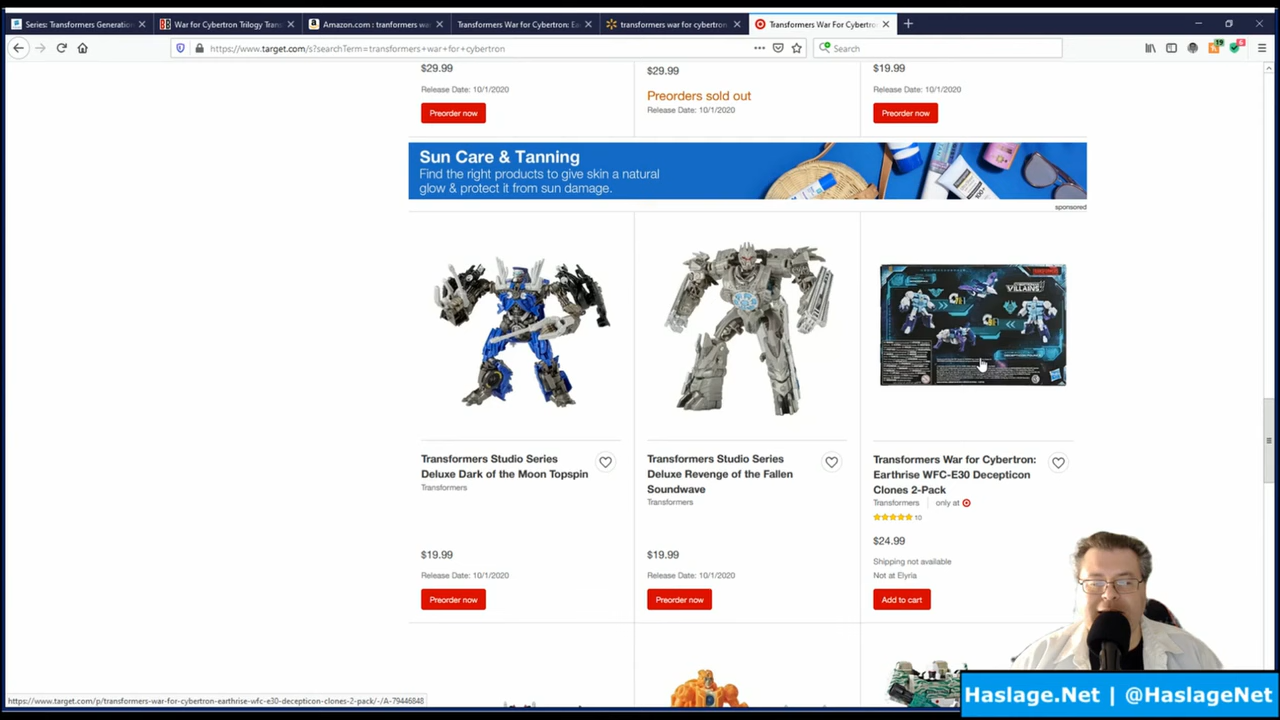 Series: Transformers Generation
War for Cybertron Trilogy Trans
Amazon.com : tranformers war
Transformers War for Cybertron: Ea
transformers war for cybertron
Transformers War For Cybertro
https://www.target.com/s?searchTerm=transformers+war+for+cybertron
Search
19
6
$29.99
$29.99
$19.99
Release Date: 10/1/2020
Preorders sold out
Release Date: 10/1/2020
Preorder now
Release Date: 10/1/2020
Preorder now
Sun Care & Tanning
Find the right products to give skin a natural
glow & protect it from sun damage.
sponsored
VILLAINS
Transformers Studio Series
Deluxe Dark of the Moon Topspin
Transformers
$19.99
Release Date: 10/1/2020
Preorder now
Transformers Studio Series
Deluxe Revenge of the Fallen
Soundwave
Transformers
$19.99
Release Date: 10/1/2020
Preorder now
Transformers War for Cybertron:
Earthrise WFC-E30 Decepticon
Clones 2-Pack
Transformers only at
10
$24.99
Shipping not available
Not at Elyria
Add to cart
https://www.target.com/p/transformers-war-for-cybertron-earthrise-wfc-e30-decepticon-clones-2-pack/-/A-79446848
Haslage.Net | @HaslageNet